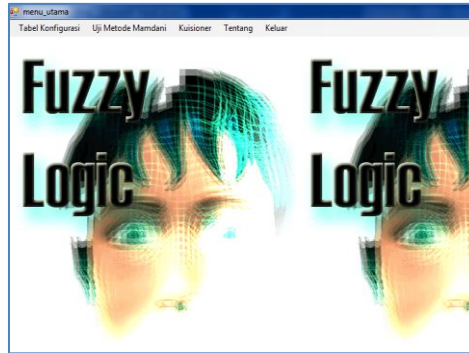 menu_utama
Tabel Konfigurasi Uji Metode Mamdani Kuisioner Tentang Keluar
Fuzzy Fuzzy
Logic Logic